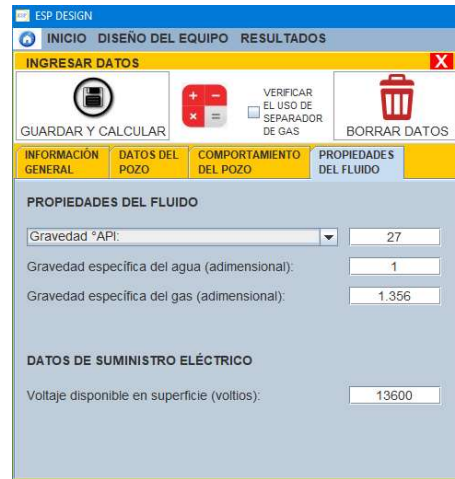 ESP DESIGN
INICIO DISEÑO DEL EQUIPO RESULTADOS
INGRESAR DATOS X
VERIFICAR
EL USO DE
SEPARADOR
DE GAS
GUARDAR Y CALCULAR BORRAR DATOS
INFORMACIÓN GENERAL
DATOS DEL POZO
COMPORTAMIENTO DEL POZO
PROPIEDADES DEL FLUIDO
PROPIEDADES DEL FLUIDO
Gravedad °API: 27
Gravedad específica del agua (adimensional): 1
Gravedad específica del gas (adimensional): 1.356
DATOS DE SUMINISTRO ELÉCTRICO
Voltaje disponible en superficie (voltios): 13600